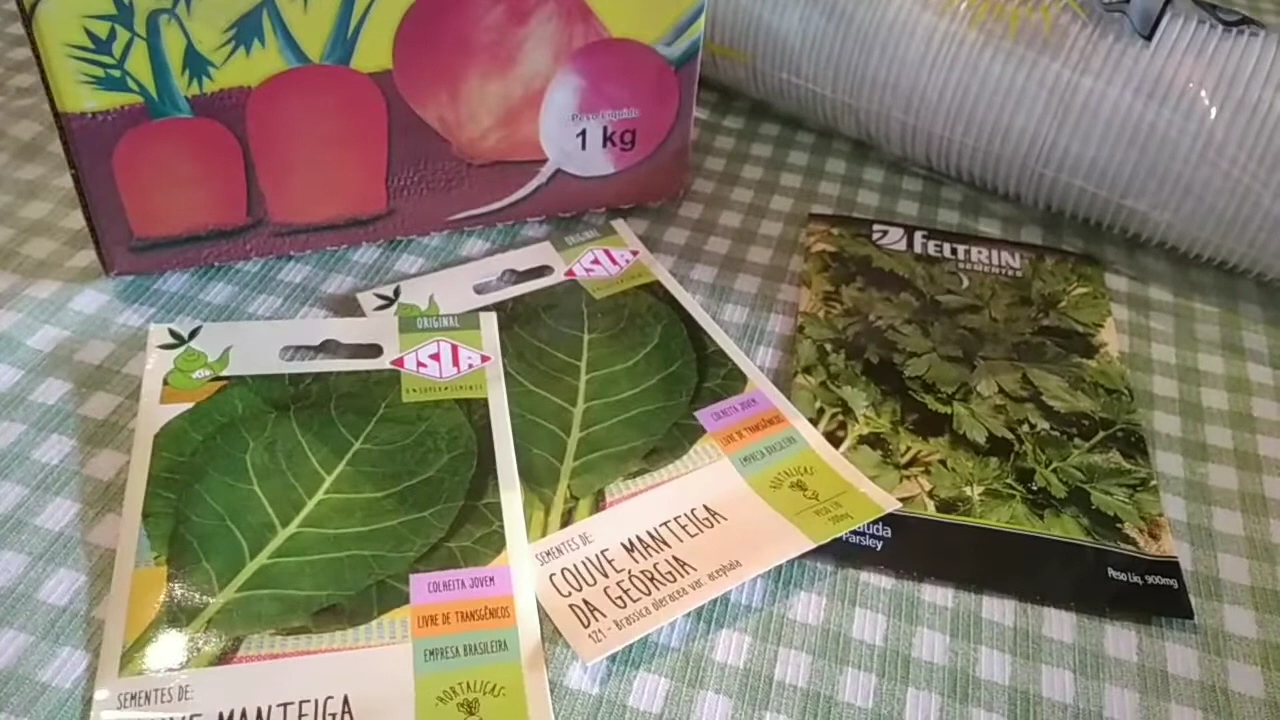 Peso Líquido
1 kg
ORIGINAL
ISLA
COLHEITA JOVEM
LIVRE DE TRANSGÊNICOS
EMPRESA BRASILEIRA
HORTALIÇAS
SEMENTES DE:
COUVE MANTEIGA
DA GEÓRGIA
121 - Brassica oleracea var. acephala
ORIGINAL
ISLA
COLHEITA JOVEM
LIVRE DE TRANSGÊNICOS
EMPRESA BRASILEIRA
HORTALIÇAS
SEMENTES DE:
COUVE MANTEIGA
FELTRIN
SEMENTES
Parsley
Peso Líq. 900mg